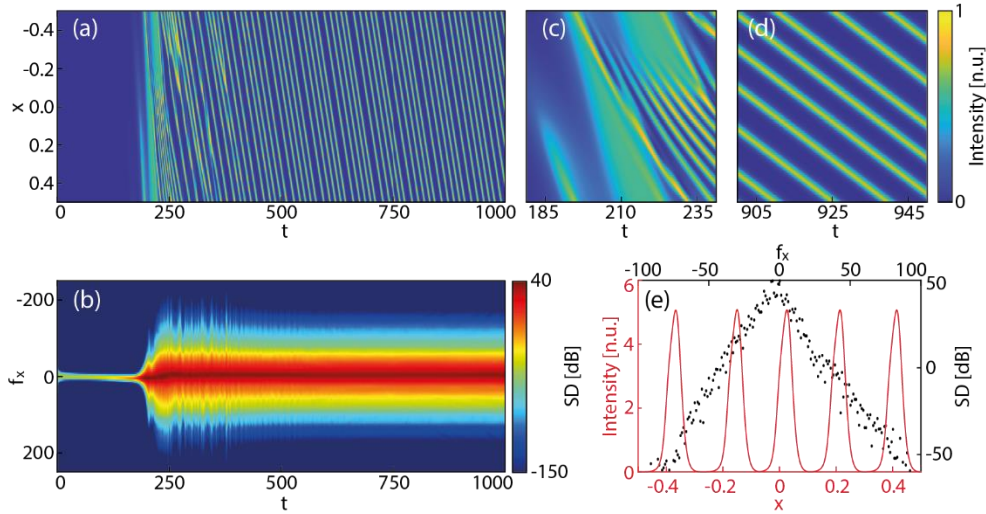 (a)
-0.4
-0.2
0.0
0.2
0.4
x
0 250 500 750 1000
t
(c)
185 210 235
t
(d)
905 925 945
t
1
0
Intensity [n.u.]
(b)
-200
0
200
f_x
0 250 500 750 1000
t
40
-150
SD [dB]
f_x
-100 -50 0 50 100
(e)
6
4
2
0
Intensity [n.u.]
50
0
-50
SD [dB]
-0.4 -0.2 0 0.2 0.4
x